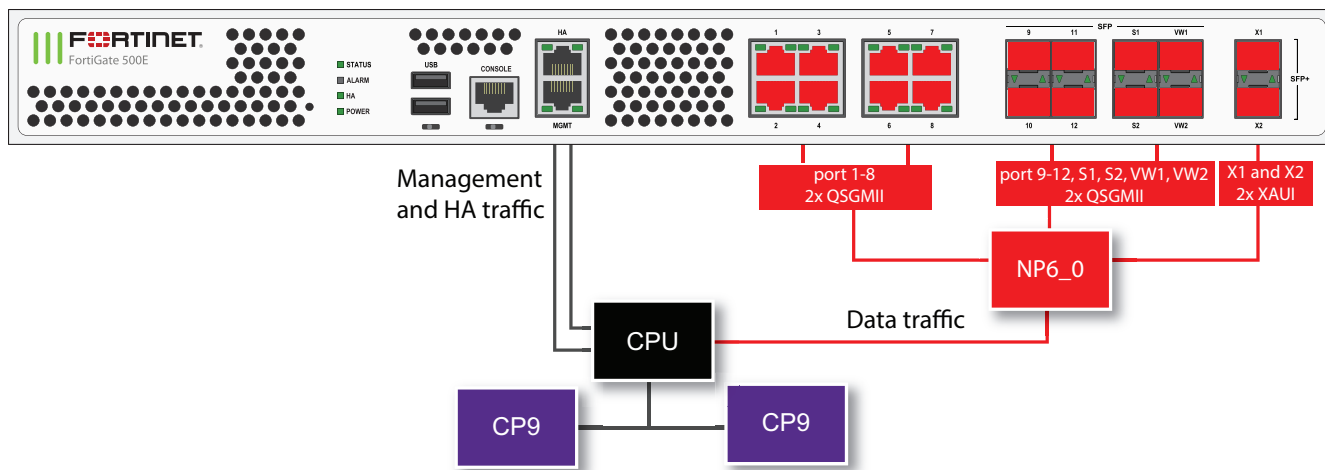 FORTINET
FortiGate 500E
STATUS
ALARM
HA
POWER
USB
CONSOLE
HA
MGMT
1 3
2 4
5 7
6 8
SFP
9 11 S1 VW1
10 12 S2 VW2
X1
X2
SFP+
Management
and HA traffic
port 1-8
2x QSGMII
port 9-12, S1, S2, VW1, VW2
2x QSGMII
X1 and X2
2x XAUI
NP6_0
Data traffic
CPU
CP9
CP9